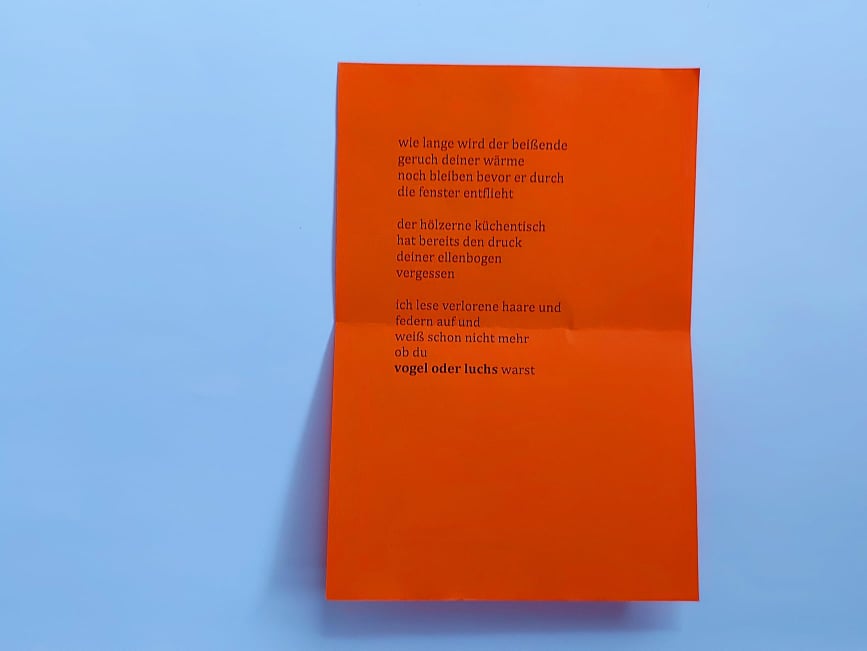 wie lange wird der beißende
geruch deiner wärme
noch bleiben bevor er durch
die fenster entflieht
der hölzerne küchentisch
hat bereits den druck
deiner ellenbogen
vergessen
ich lese verlorene haare und
federn auf und
weiß schon nicht mehr
ob du
vogel oder luchs warst